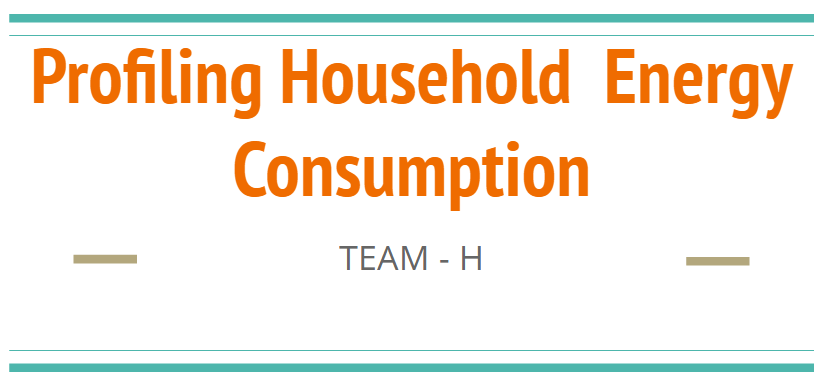 Profiling Household  Energy
Consumption
TEAM - H